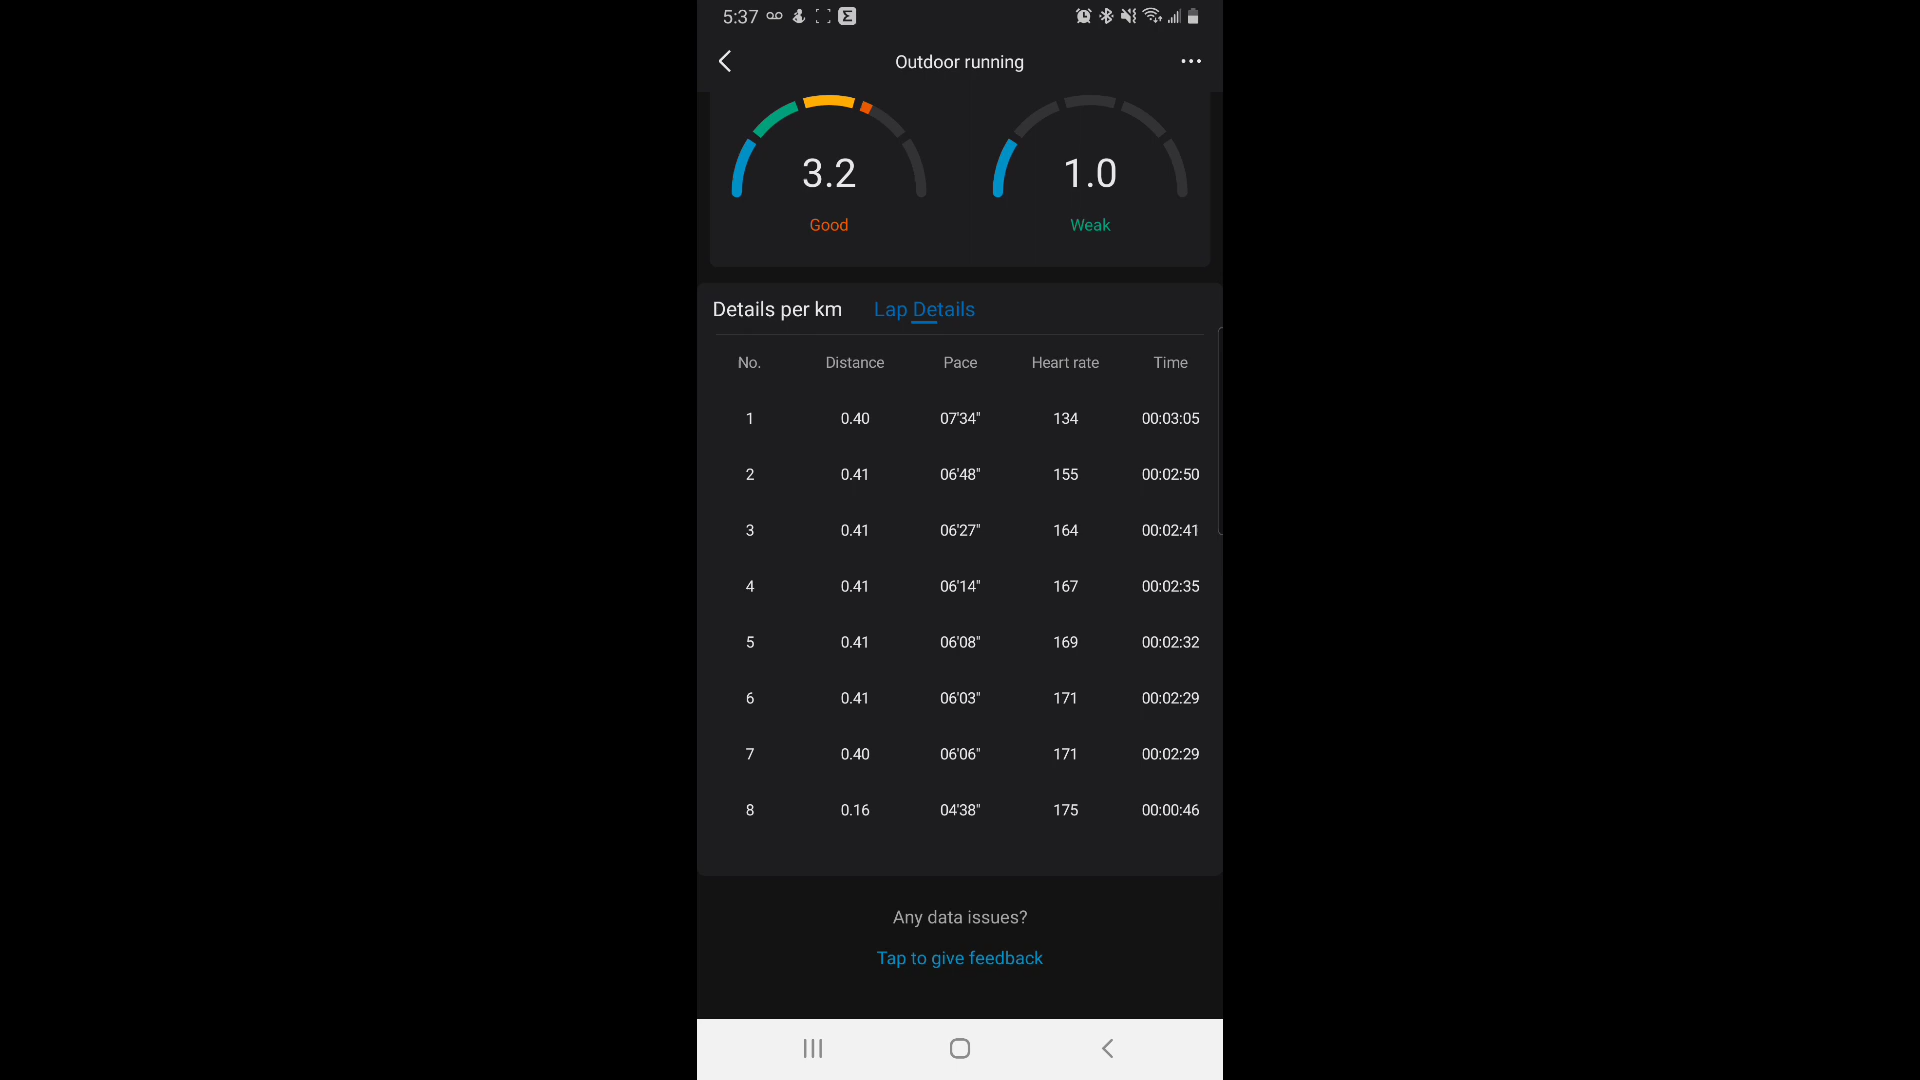 5:37
Outdoor running
3.2 1.0
Good Weak
Details per km Lap Details
No. Distance Pace Heart rate Time
1 0.40 07'34" 134 00:03:05
2 0.41 06'48" 155 00:02:50
3 0.41 06'27" 164 00:02:41
4 0.41 06'14" 167 00:02:35
5 0.41 06'08" 169 00:02:32
6 0.41 06'03" 171 00:02:29
7 0.40 06'06" 171 00:02:29
8 0.16 04'38" 175 00:00:46
Any data issues?
Tap to give feedback